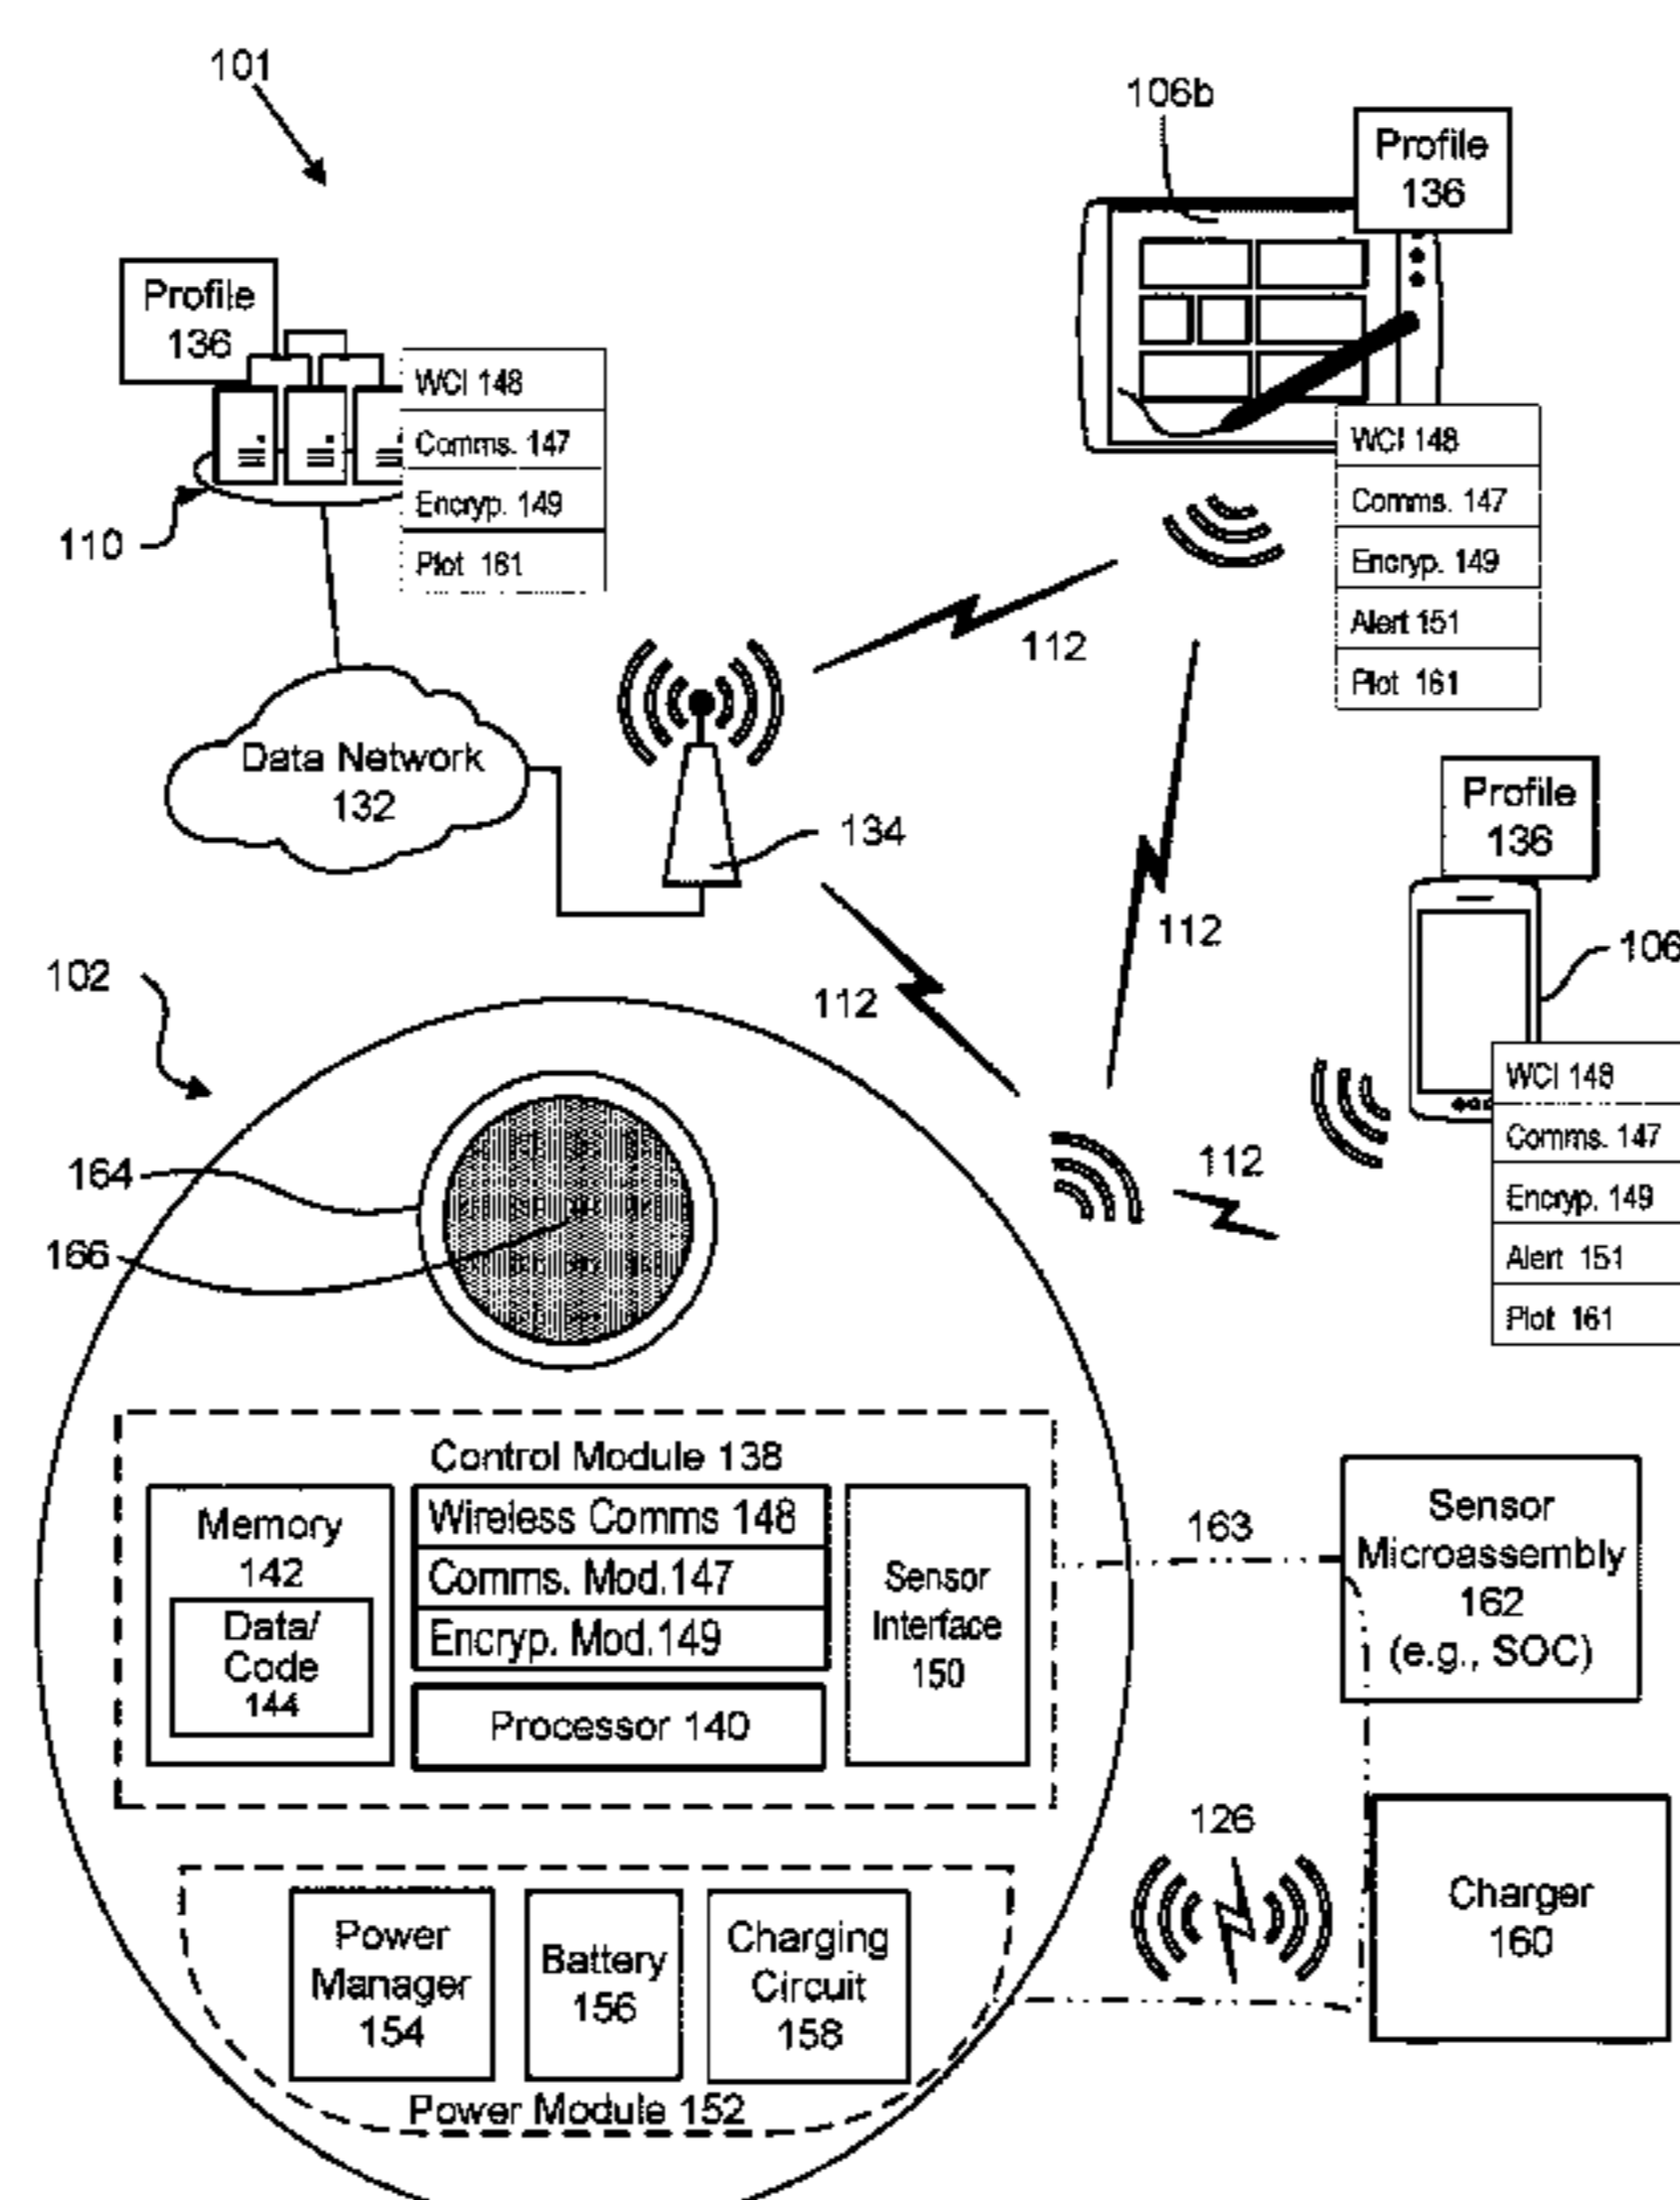 101
106b
Profile
136
Profile
136
WCI 148
Comms. 147
Encryp. 149
Plot 161
110
WCI 148
Comms. 147
Encryp. 149
Alert 151
Plot 161
112
Data Network
132
134
Profile
136
106
112
112
102
WCI 148
Comms. 147
Encryp. 149
Alert 151
Plot 161
112
164
166
Control Module 138
Memory
142
Data/
Code
144
Wireless Comms 148
Comms. Mod.147
Encryp. Mod.149
Processor 140
Sensor
Interface
150
163
Sensor
Microassembly
162
(e.g., SOC)
126
Charger
160
Power
Manager
154
Battery
156
Charging
Circuit
158
Power Module 152